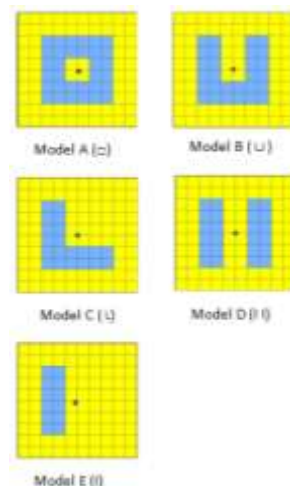 Model A (□)
Model B (⊔)
Model C (L)
Model D (I I)
Model E (I)